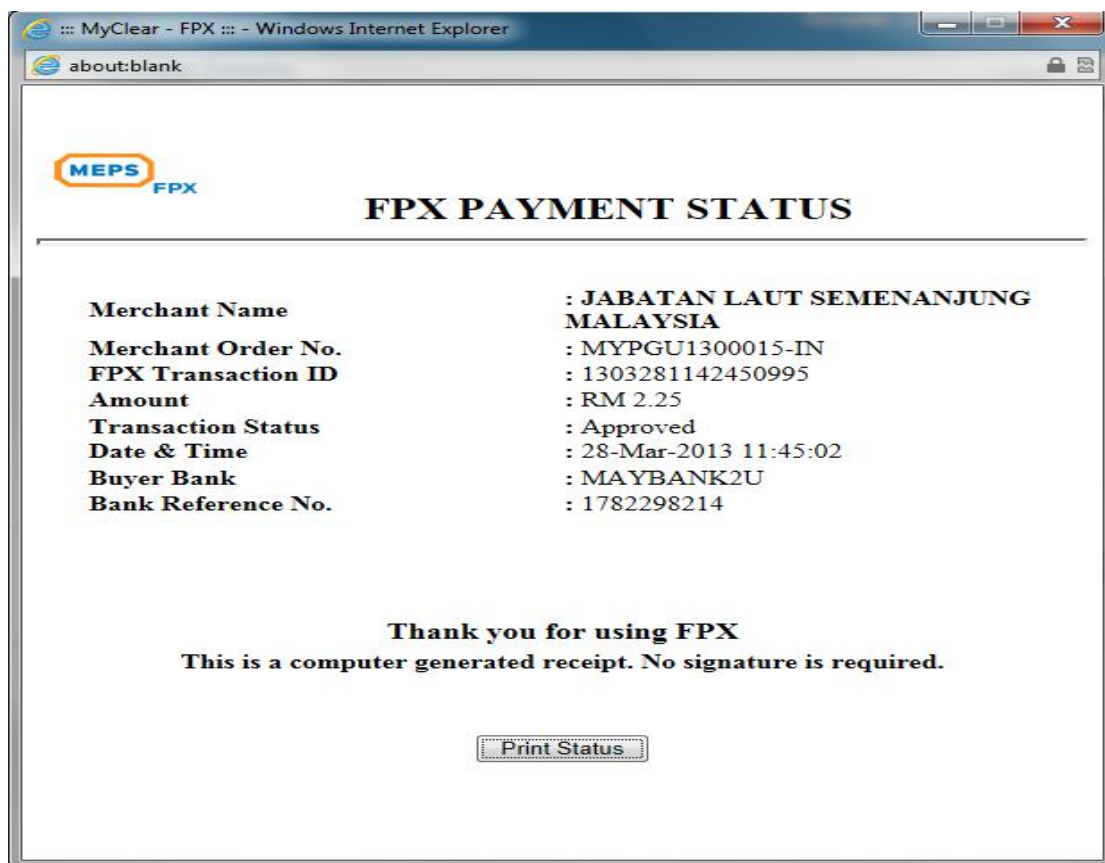 ::: MyClear - FPX ::: - Windows Internet Explorer
about:blank
MEPS
FPX
FPX PAYMENT STATUS
Merchant Name : JABATAN LAUT SEMENANJUNG
MALAYSIA
Merchant Order No. : MYPGU1300015-IN
FPX Transaction ID : 1303281142450995
Amount : RM 2.25
Transaction Status : Approved
Date & Time : 28-Mar-2013 11:45:02
Buyer Bank : MAYBANK2U
Bank Reference No. : 1782298214
Thank you for using FPX
This is a computer generated receipt. No signature is required.
Print Status